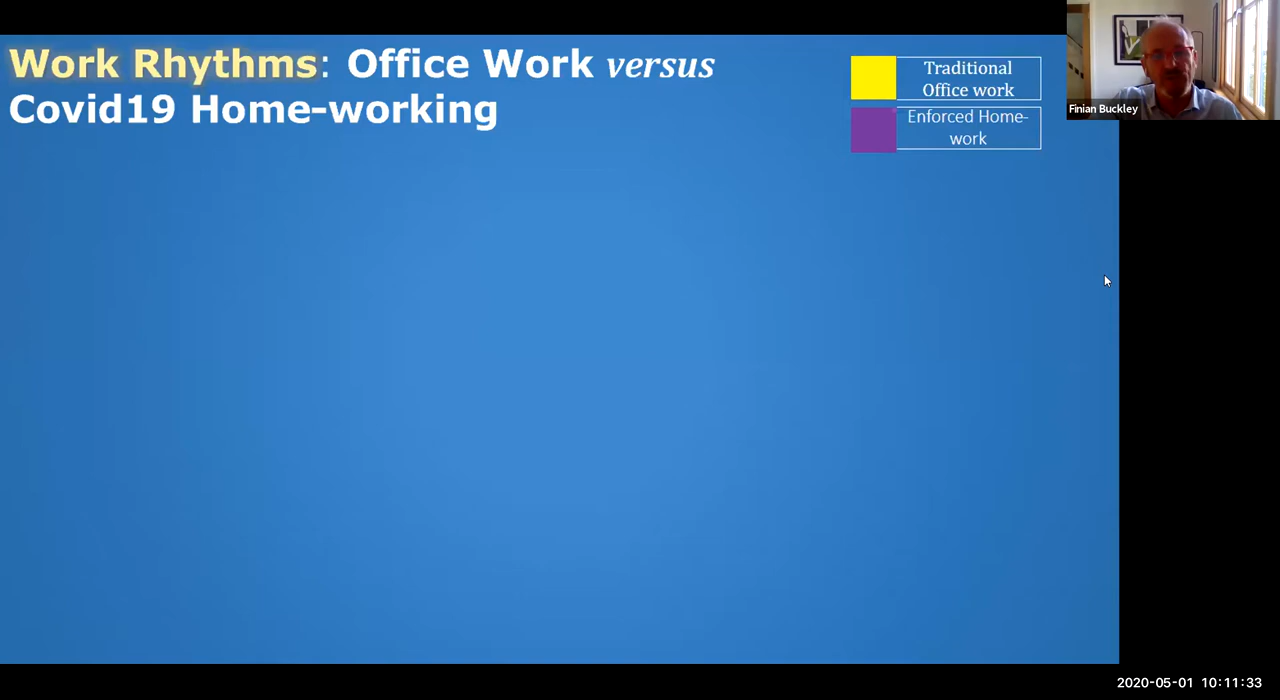 Work Rhythms: Office Work versus
Covid19 Home-working
Traditional
Office work
Enforced Home-
work
Finian Buckley
2020-05-01 10:11:33